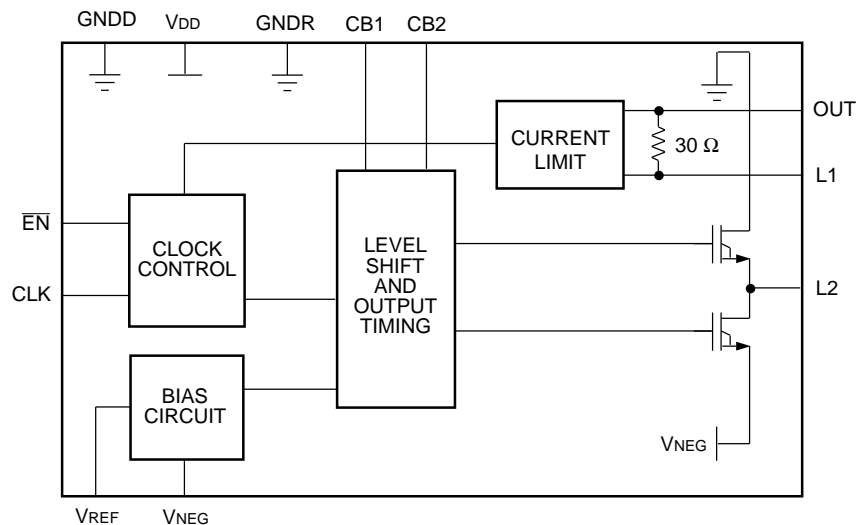 GNDD VDD GNDR CB1 CB2
OUT
CURRENT
LIMIT
30 Ω
L1
EN
CLOCK
CONTROL
CLK
LEVEL
SHIFT
AND
OUTPUT
TIMING
L2
BIAS
CIRCUIT
VNEG
VREF VNEG